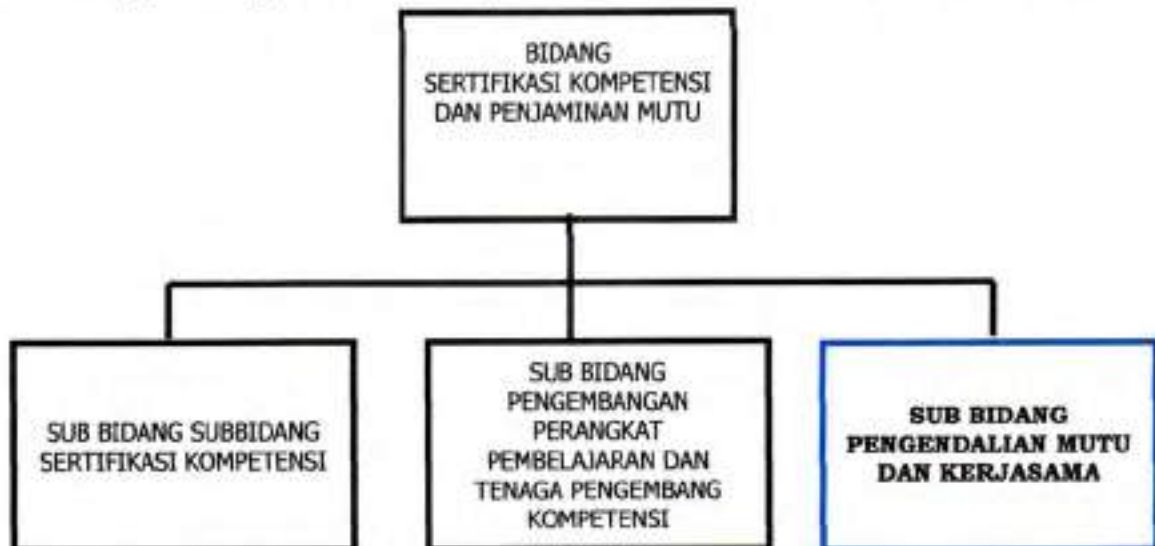 BIDANG
SERTIFIKASI KOMPETENSI
DAN PENJAMINAN MUTU
SUB BIDANG SUBBIDANG
SERTIFIKASI KOMPETENSI
SUB BIDANG
PENGEMBANGAN
PERANGKAT
PEMBELAJARAN DAN
TENAGA PENGEMBANG
KOMPETENSI
SUB BIDANG
PENGENDALIAN MUTU
DAN KERJASAMA